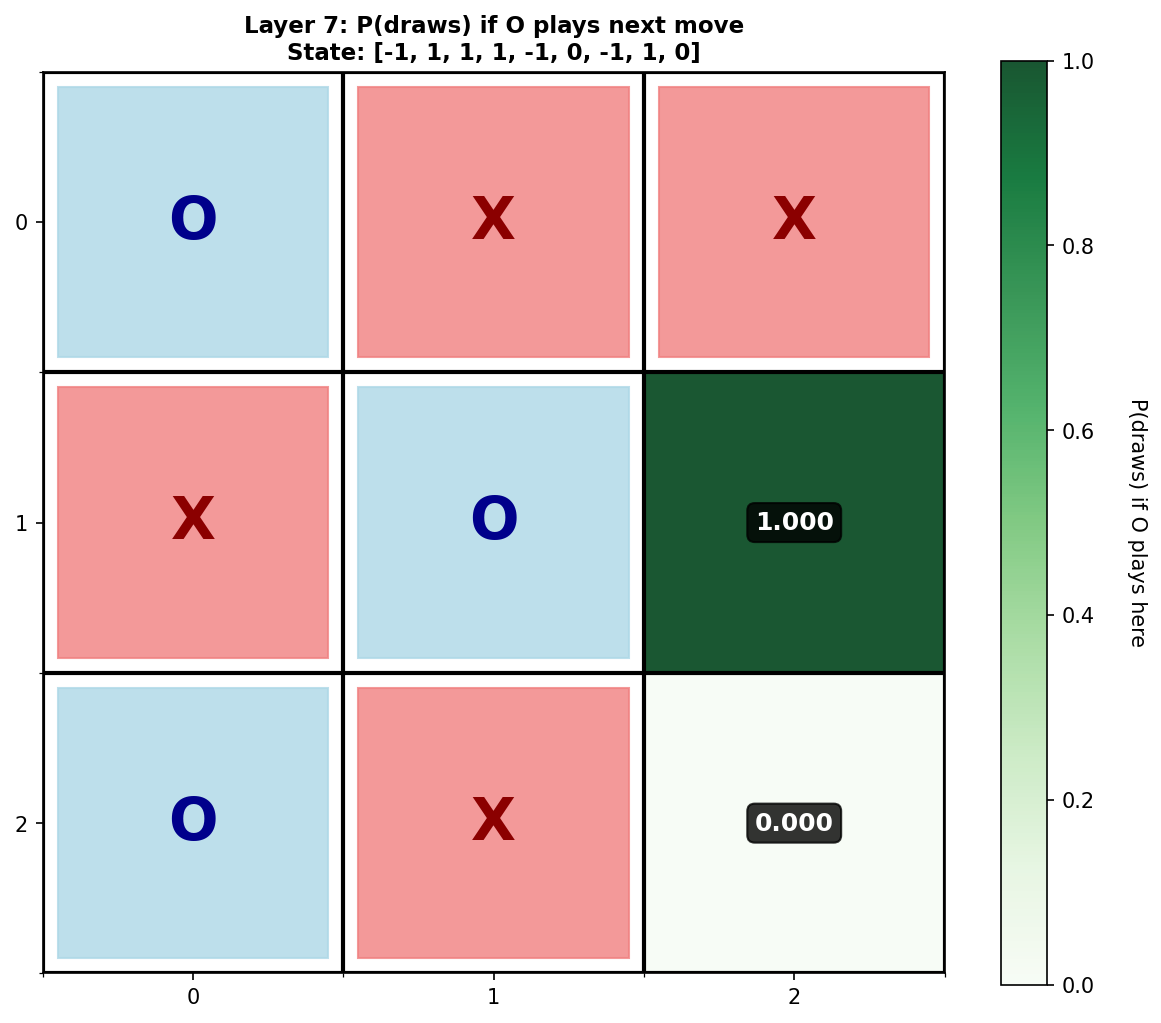 Layer 7: P(draws) if O plays next move
State: [-1, 1, 1, 1, -1, 0, -1, 1, 0]
0
O
X
X
1
X
O
1.000
2
O
X
0.000
0
1
2
1.0
0.8
0.6
0.4
0.2
0.0
P(draws) if O plays here